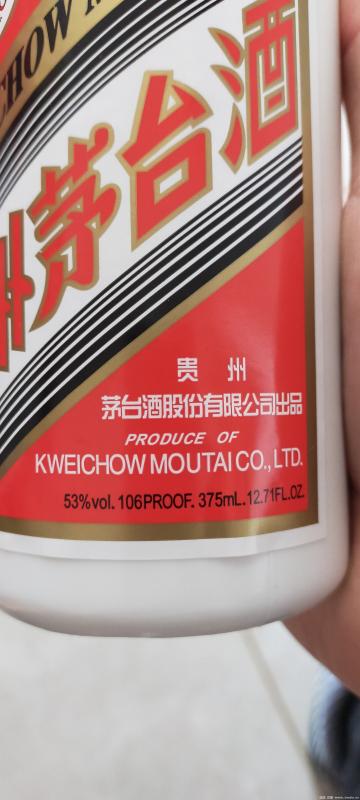 CHOW M
茅台酒
贵 州
茅台酒股份有限公司出品
PRODUCE OF
KWEICHOW MOUTAI CO., LTD.
53%vol. 106PROOF. 375mL. 12.71FL.OZ.